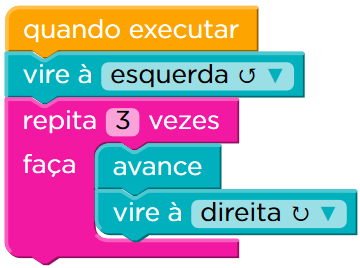 quando executar
vire à esquerda ↺ ▼
repita 3 vezes
faça avance
vire à direita ↻ ▼